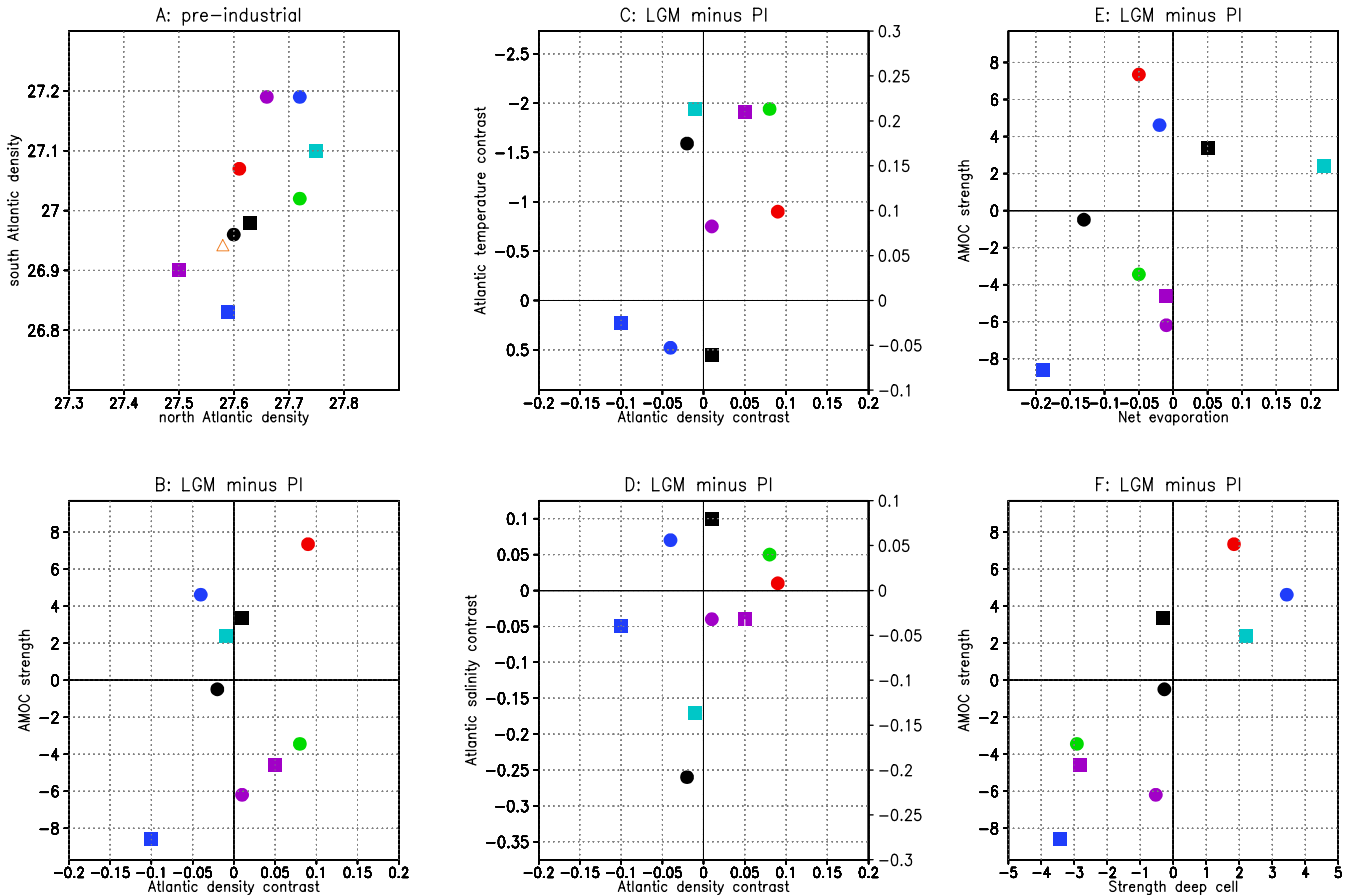 A: pre-industrial
27.2
27.1
27
26.9
26.8
south Atlantic density
27.3 27.4 27.5 27.6 27.7 27.8
north Atlantic density
C: LGM minus PI
−2.5
−2
−1.5
−1
−0.5
0
0.5
Atlantic temperature contrast
0.3
0.2
0.1
0
−0.05
−0.1
−0.2 −0.15 −0.1 −0.05 0 0.05 0.1 0.15 0.2
Atlantic density contrast
E: LGM minus PI
8
6
4
2
0
−2
−4
−6
−8
AMOC strength
−0.2 −0.15 −0.1 −0.05 0 0.05 0.1 0.15 0.2
Net evaporation
B: LGM minus PI
8
6
4
2
0
−2
−4
−6
−8
AMOC strength
−0.2 −0.15 −0.1 −0.05 0 0.05 0.1 0.15 0.2
Atlantic density contrast
D: LGM minus PI
0.1
0.05
0
−0.05
−0.1
−0.15
−0.2
−0.25
−0.3
−0.35
Atlantic salinity contrast
0.1
0.05
0
−0.05
−0.1
−0.15
−0.2
−0.25
−0.3
−0.2 −0.15 −0.1 −0.05 0 0.05 0.1 0.15 0.2
Atlantic density contrast
F: LGM minus PI
8
6
4
2
0
−2
−4
−6
−8
AMOC strength
−5 −4 −3 −2 −1 0 1 2 3 4 5
Strength deep cell